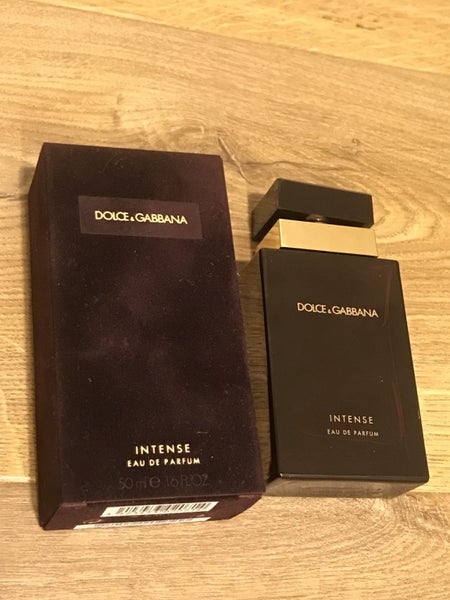 DOLCE & GABBANA
INTENSE
EAU DE PARFUM
50 ml e 1.6 Fl.OZ.
DOLCE & GABBANA
INTENSE
EAU DE PARFUM